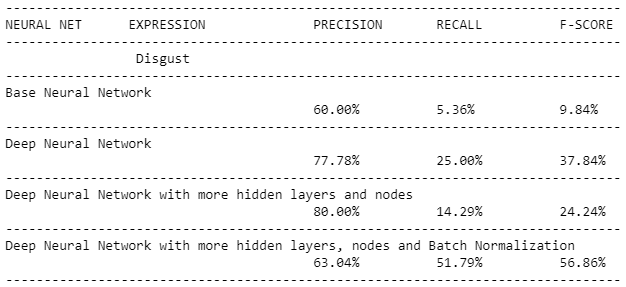 --------------------------------------------------------------------------------
NEURAL NET EXPRESSION PRECISION RECALL F-SCORE
--------------------------------------------------------------------------------
Disgust
--------------------------------------------------------------------------------
Base Neural Network
60.00% 5.36% 9.84%
--------------------------------------------------------------------------------
Deep Neural Network
77.78% 25.00% 37.84%
--------------------------------------------------------------------------------
Deep Neural Network with more hidden layers and nodes
80.00% 14.29% 24.24%
--------------------------------------------------------------------------------
Deep Neural Network with more hidden layers, nodes and Batch Normalization
63.04% 51.79% 56.86%
--------------------------------------------------------------------------------